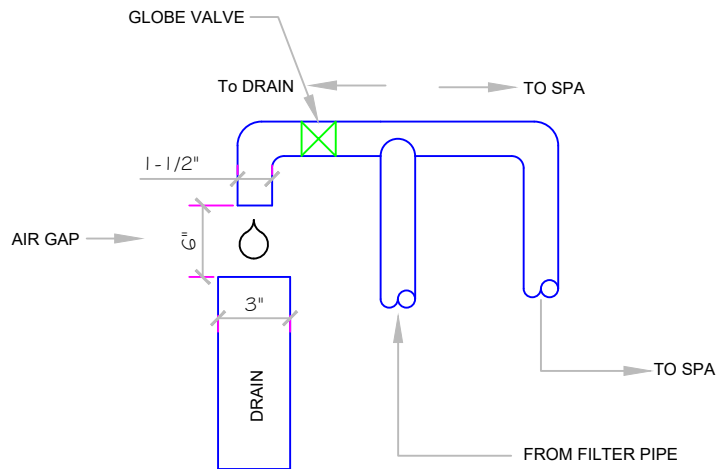 GLOBE VALVE
To DRAIN
TO SPA
1-1/2"
AIR GAP
6"
3"
DRAIN
TO SPA
FROM FILTER PIPE